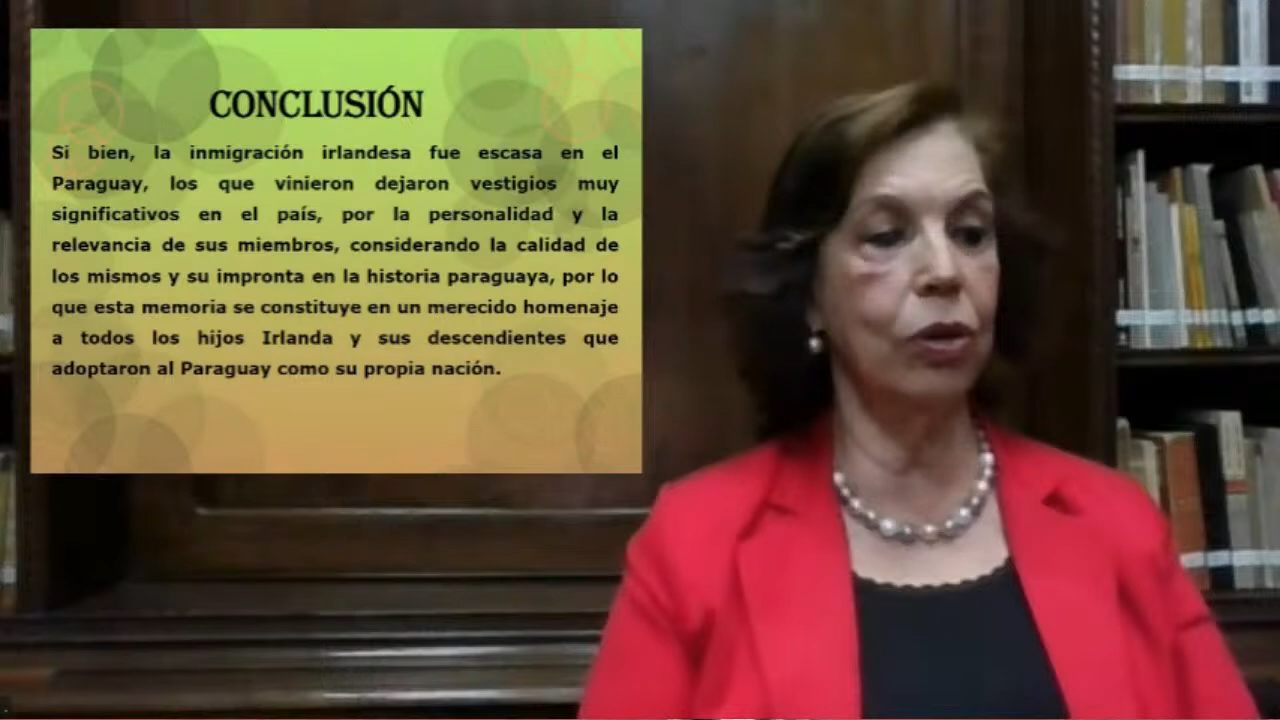 CONCLUSIÓN
Si bien, la inmigración irlandesa fue escasa en el
Paraguay, los que vinieron dejaron vestigios muy
significativos en el país, por la personalidad y la
relevancia de sus miembros, considerando la calidad de
los mismos y su impronta en la historia paraguaya, por lo
que esta memoria se constituye en un merecido homenaje
a todos los hijos Irlanda y sus descendientes que
adoptaron al Paraguay como su propia nación.